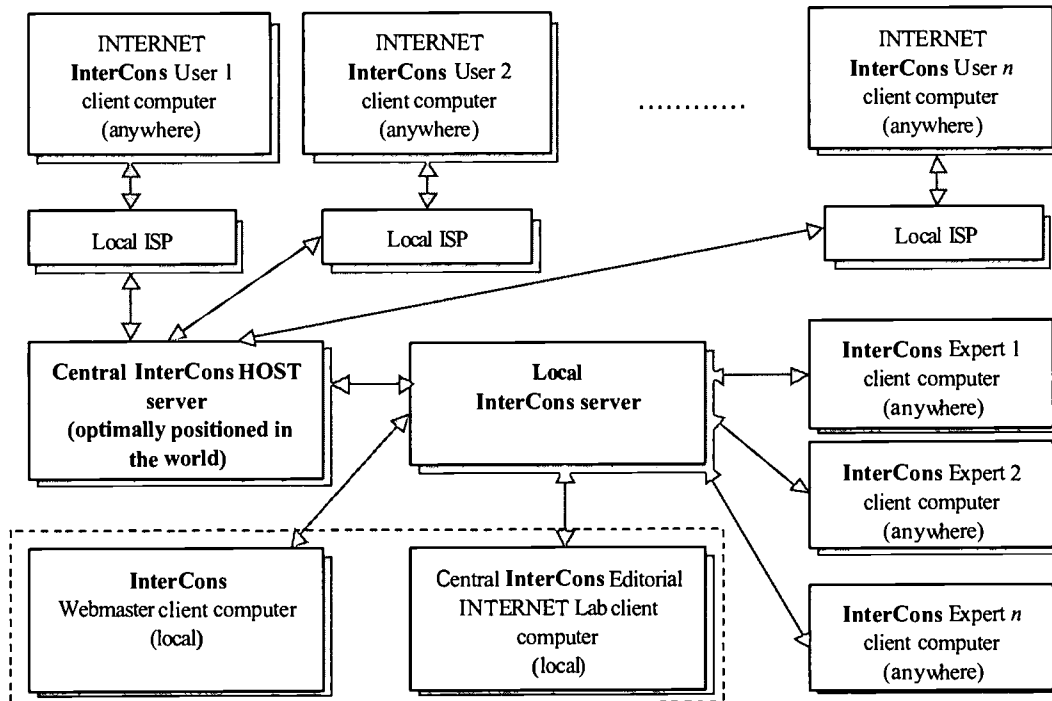 INTERNET
InterCons User 1
client computer
(anywhere)
INTERNET
InterCons User 2
client computer
(anywhere)
............
INTERNET
InterCons User n
client computer
(anywhere)
Local ISP
Local ISP
Local ISP
Central InterCons HOST
server
(optimally positioned in
the world)
Local
InterCons server
InterCons Expert 1
client computer
(anywhere)
InterCons Expert 2
client computer
(anywhere)
InterCons
Webmaster client computer
(local)
Central InterCons Editorial
INTERNET Lab client
computer
(local)
InterCons Expert n
client computer
(anywhere)